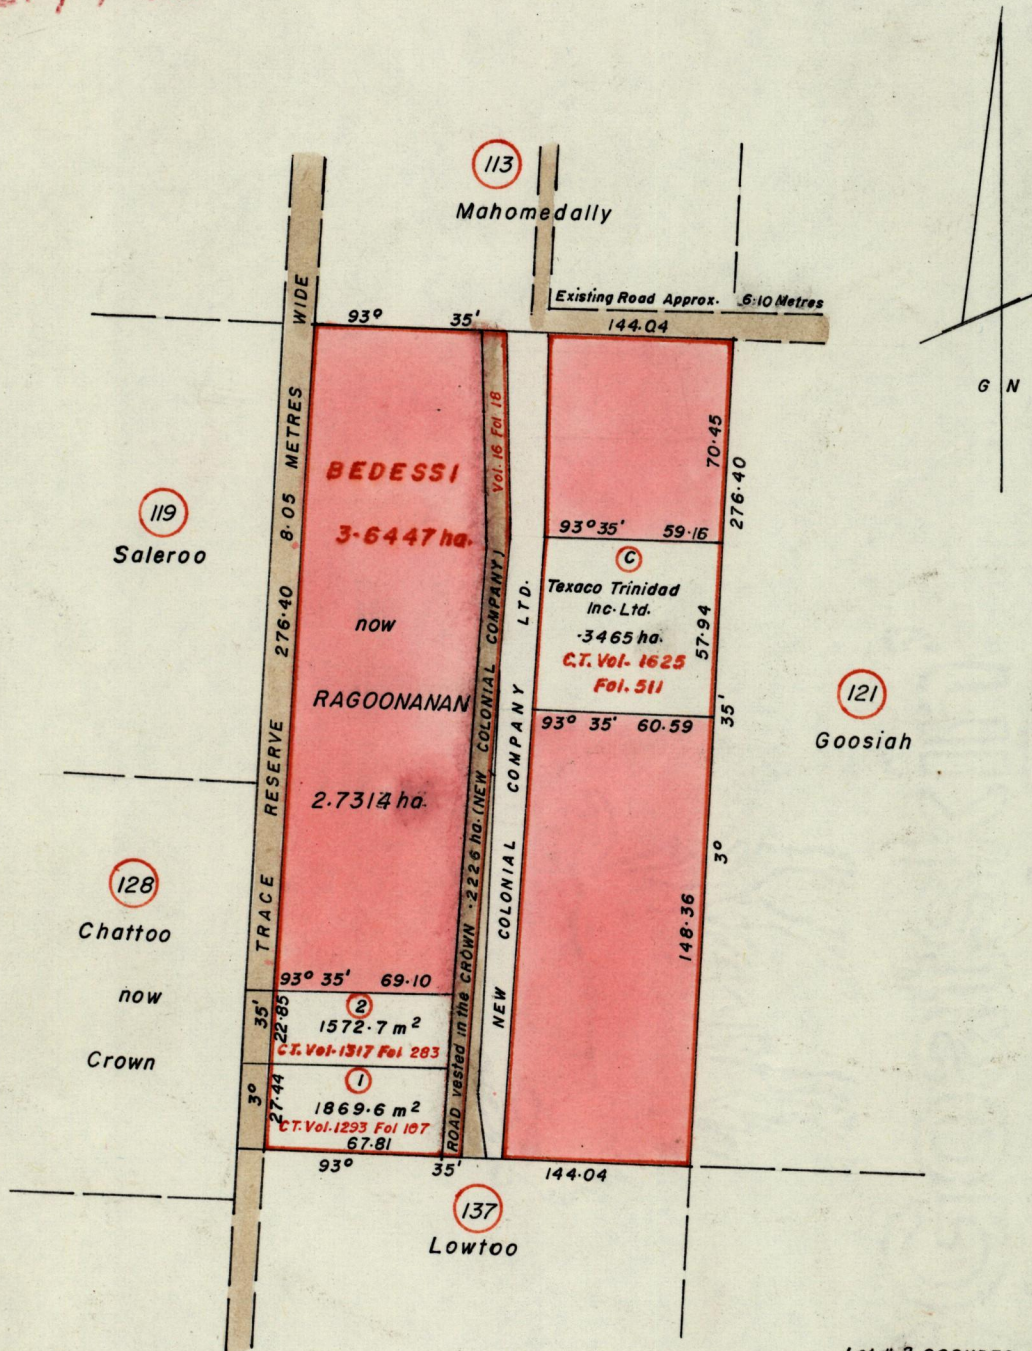 113
Mahomedally
Existing Road Approx. 6·10 Metres
144·04
93° 35'
TRACE RESERVE 276·40 8·05 METRES WIDE
BEDESSI
3·6447 ha.
now
RAGOONANAN
2.7314 ha.
Vol. 16 Fol 18
ROAD vested in the CROWN ·2226 ha. (NEW COLONIAL COMPANY)
NEW COLONIAL COMPANY LTD.
70·45
276·40
93° 35' 59·16
C
Texaco Trinidad
Inc. Ltd.
·3465 ha.
C.T. Vol. 1625
Fol. 511
57·94
93° 35' 60·59
3° 35'
148·36
119
Saleroo
121
Goosiah
128
Chattoo
now
Crown
93° 35' 69·10
2
1572·7 m²
C.T. Vol. 1317 Fol 283
22·85
1
1869·6 m²
C.T. Vol. 1293 Fol 107
67·81
27·44
3° 35'
93° 35'
144·04
137
Lowtoo
G N